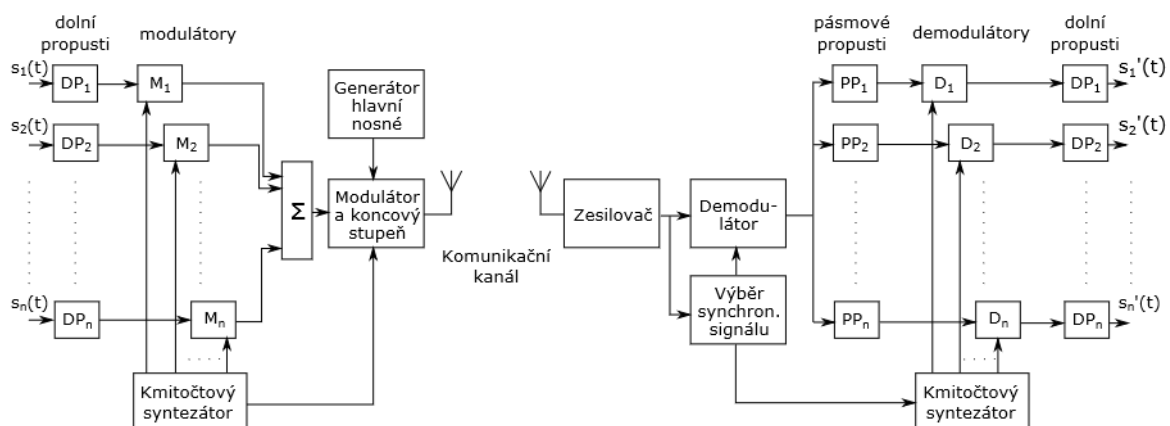 dolní
propusti
modulátory
s₁(t)
DP₁
M₁
s₂(t)
DP₂
M₂
sₙ(t)
DPₙ
Mₙ
Σ
Generátor
hlavní
nosné
Modulátor
a koncový
stupeň
Kmitočtový
syntezátor
Komunikační
kanál
Zesilovač
Demodu-
látor
Výběr
synchron.
signálu
pásmové
propusti
demodulátory
dolní
propusti
PP₁
D₁
DP₁
s₁'(t)
PP₂
D₂
DP₂
s₂'(t)
PPₙ
Dₙ
DPₙ
sₙ'(t)
Kmitočtový
syntezátor